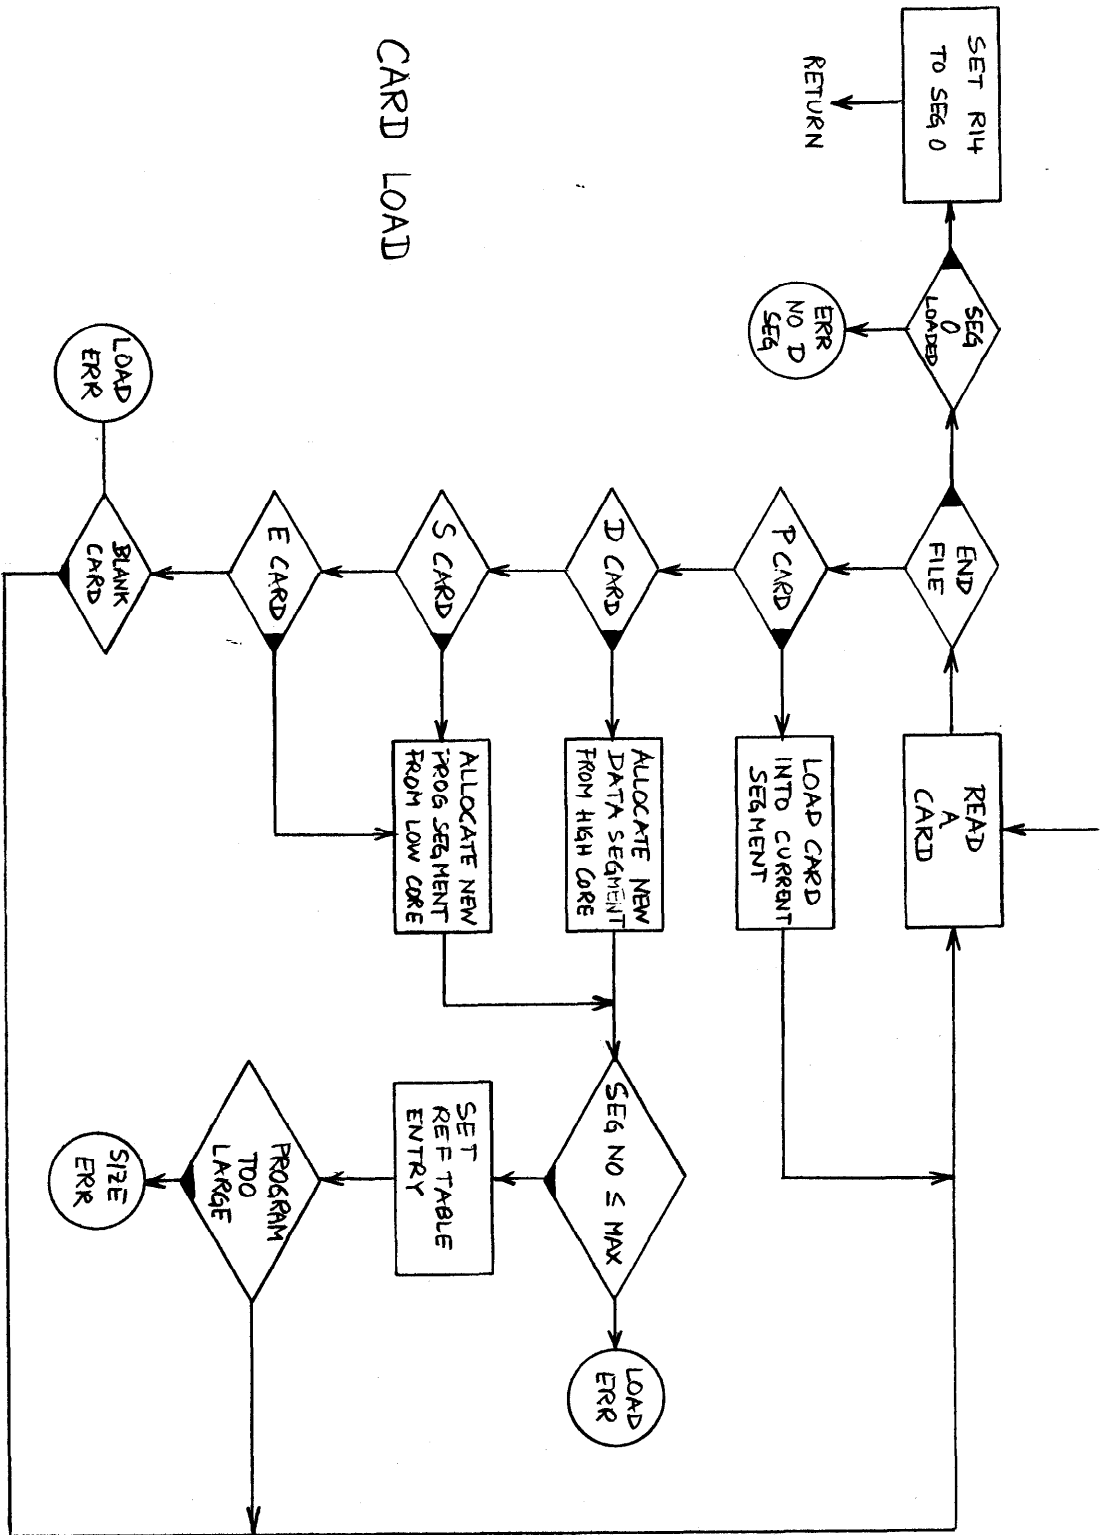 SET R14
TO SEG 0
RETURN
SEG
0
LOADED
ERR
NO D
SEG
END
FILE
READ
A
CARD
P CARD
LOAD CARD
INTO CURRENT
SEGMENT
D CARD
ALLOCATE NEW
DATA SEGMENT
FROM HIGH CORE
SEG NO ≤ MAX
LOAD
ERR
S CARD
ALLOCATE NEW
PROG SEGMENT
FROM LOW CORE
SET
REF TABLE
ENTRY
E CARD
PROGRAM
TOO
LARGE
SIZE
ERR
BLANK
CARD
LOAD
ERR
CARD LOAD